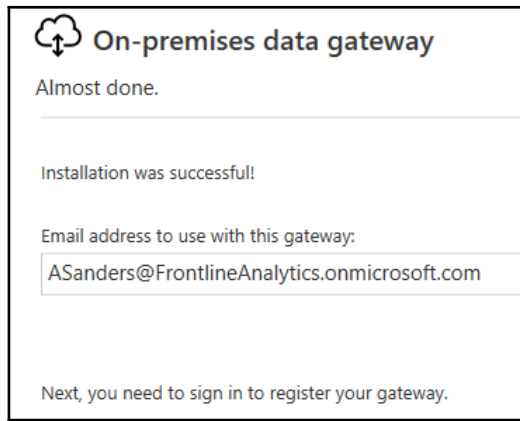 On-premises data gateway
Almost done.
Installation was successful!
Email address to use with this gateway:
ASanders@FrontlineAnalytics.onmicrosoft.com
Next, you need to sign in to register your gateway.